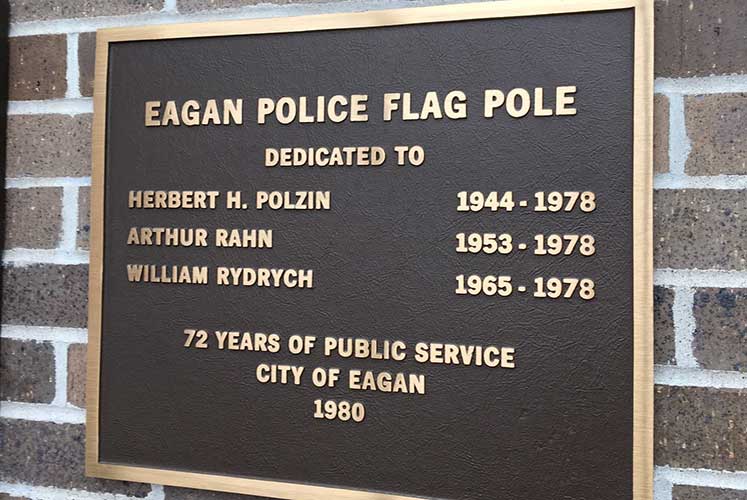 EAGAN POLICE FLAG POLE
DEDICATED TO
HERBERT H. POLZIN 1944 - 1978
ARTHUR RAHN 1953 - 1978
WILLIAM RYDRYCH 1965 - 1978
72 YEARS OF PUBLIC SERVICE
CITY OF EAGAN
1980